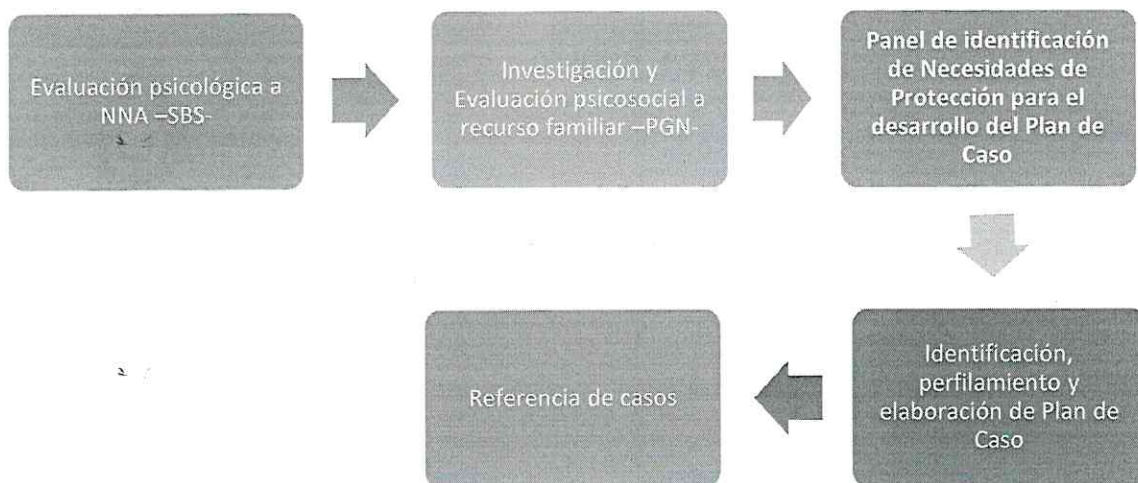 Evaluación psicológica a
NNA –SBS-
Investigación y
Evaluación psicosocial a
recurso familiar –PGN-
Panel de identificación
de Necesidades de
Protección para el
desarrollo del Plan de
Caso
Identificación,
perfilamiento y
elaboración de Plan de
Caso
Referencia de casos